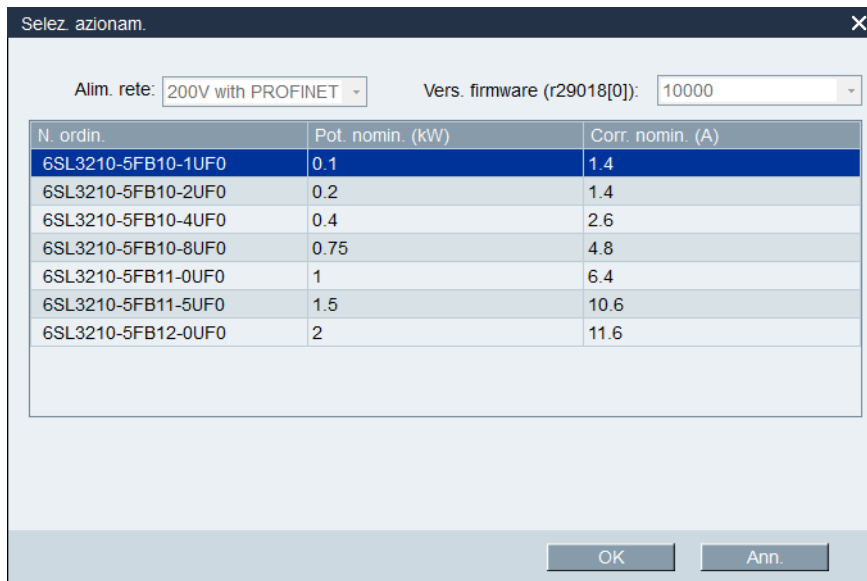 Selez. azionam.
Alim. rete: 200V with PROFINET Vers. firmware (r29018[0]): 10000
N. ordin. Pot. nomin. (kW) Corr. nomin. (A)
6SL3210-5FB10-1UF0 0.1 1.4
6SL3210-5FB10-2UF0 0.2 1.4
6SL3210-5FB10-4UF0 0.4 2.6
6SL3210-5FB10-8UF0 0.75 4.8
6SL3210-5FB11-0UF0 1 6.4
6SL3210-5FB11-5UF0 1.5 10.6
6SL3210-5FB12-0UF0 2 11.6
OK Ann.